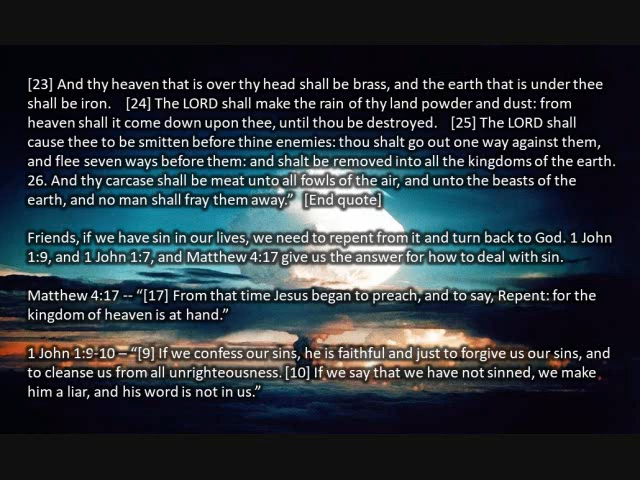 [23] And thy heaven that is over thy head shall be brass, and the earth that is under thee
shall be iron. [24] The LORD shall make the rain of thy land powder and dust: from
heaven shall it come down upon thee, until thou be destroyed. [25] The LORD shall
cause thee to be smitten before thine enemies: thou shalt go out one way against them,
and flee seven ways before them: and shalt be removed into all the kingdoms of the earth.
26. And thy carcase shall be meat unto all fowls of the air, and unto the beasts of the
earth, and no man shall fray them away.” [End quote]
Friends, if we have sin in our lives, we need to repent from it and turn back to God. 1 John
1:9, and 1 John 1:7, and Matthew 4:17 give us the answer for how to deal with sin.
Matthew 4:17 -- “[17] From that time Jesus began to preach, and to say, Repent: for the
kingdom of heaven is at hand.”
1 John 1:9-10 – “[9] If we confess our sins, he is faithful and just to forgive us our sins, and
to cleanse us from all unrighteousness. [10] If we say that we have not sinned, we make
him a liar, and his word is not in us.”